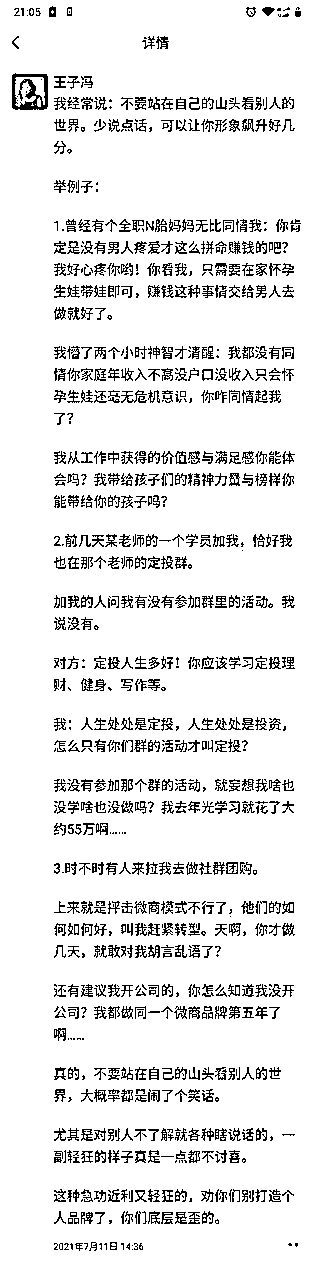 21:05
详情
王子冯
我经常说：不要站在自己的山头看别人的
世界。少说点话，可以让你形象飙升好几
分。
举例子：
1.曾经有个全职N胎妈妈无比同情我：你肯
定是没有男人疼爱才这么拼命赚钱的吧？
我好心疼你哟！你看我，只需要在家怀孕
生娃带娃即可，赚钱这种事情交给男人去
做就好了。
我懵了两个小时神智才清醒：我都没有同
情你家庭年收入不高没户口没收入只会怀
孕生娃还毫无危机意识，你咋同情起我
了？
我从工作中获得的价值感与满足感你能体
会吗？我带给孩子们的精神力量与榜样你
能带给你的孩子吗？
2.前几天某老师的一个学员加我，恰好我
也在那个老师的定投群。
加我的人问我有没有参加群里的活动。我
说没有。
对方：定投人生多好！你应该学习定投理
财、健身、写作等。
我：人生处处是定投，人生处处是投资，
怎么只有你们群的活动才叫定投？
我没有参加那个群的活动，就妄想我啥也
没学啥也没做吗？我去年光学习就花了大
约55万啊……
3.时不时有人来拉我去做社群团购。
上来就是抨击微商模式不行了，他们的如
何如何好，叫我赶紧转型。天啊，你才做
几天，就敢对我胡言乱语了？
还有建议我开公司的，你怎么知道我没开
公司？我都做同一个微商品牌第五年了
啊……
真的，不要站在自己的山头看别人的世
界，大概率都是闹了个笑话。
尤其是对别人不了解就各种瞎说话的，一
副轻狂的样子真是一点都不讨喜。
这种急功近利又轻狂的，劝你们别打造个
人品牌了，你们底层是歪的。
2021年7月11日 14:36